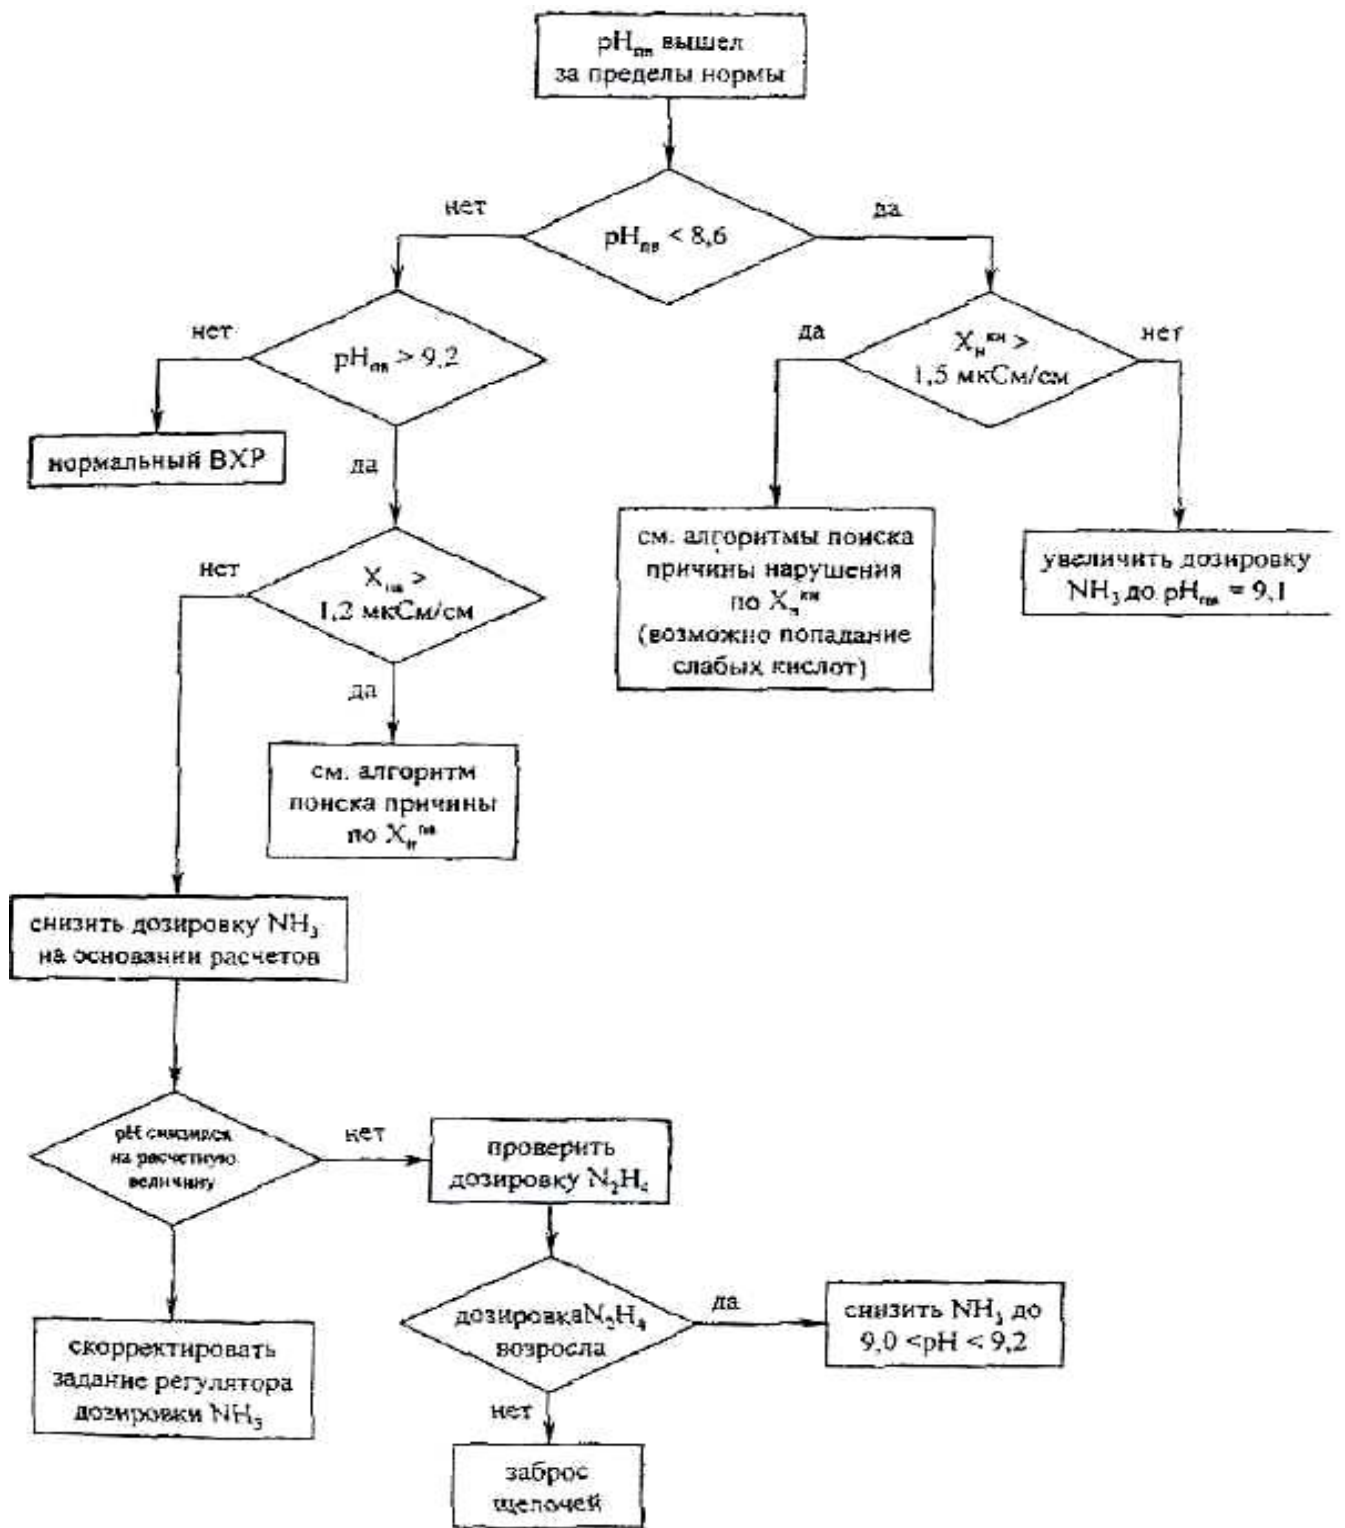 pHпв вышел
за пределы нормы
нет
да
pHпв < 8,6
нет
pHпв > 9,2
да
Xнкн >
1,5 мкСм/см
нет
нормальный ВХР
да
нет
X >
1,2 мкСм/см
см. алгоритмы поиска
причины нарушения
по Xнкн
(возможно попадание
слабых кислот)
увеличить дозировку
NH3 до pHпв = 9,1
да
см. алгоритм
поиска причины
по Xнпв
снизить дозировку NH3
на основании расчетов
pH снизился
на расчетную
величину
нет
проверить
дозировку N2H4
дозировкаN2H4
возросла
да
снизить NH3 до
9,0 <pH < 9,2
скорректировать
задание регулятора
дозировки NH3
нет
заброс
щелочей